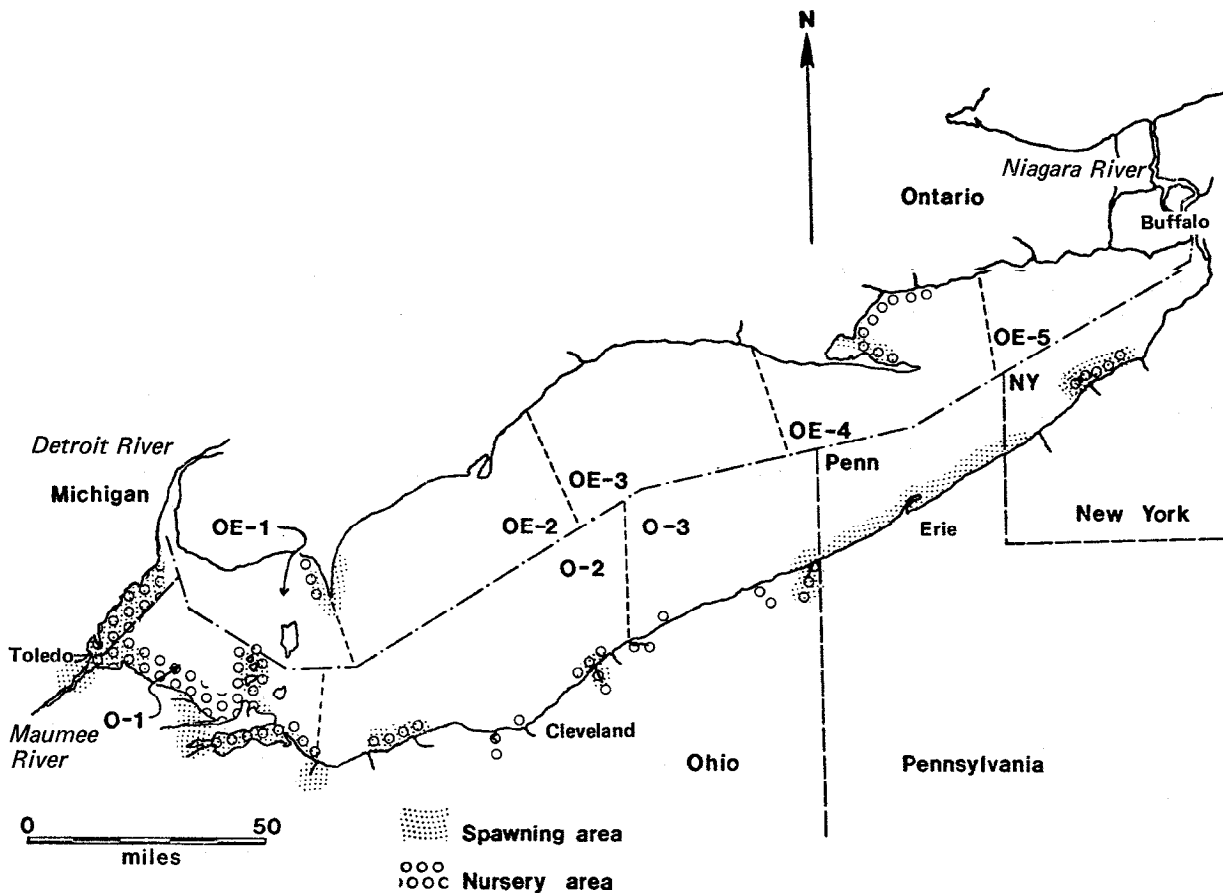 N
Niagara River
Ontario
Buffalo
OE-5
NY
Detroit River
Michigan
OE-4
Penn
OE-3
OE-1
OE-2
O-3
O-2
Erie
New York
Toledo
O-1
Maumee
River
Cleveland
Ohio
Pennsylvania
0
50
miles
Spawning area
Nursery area